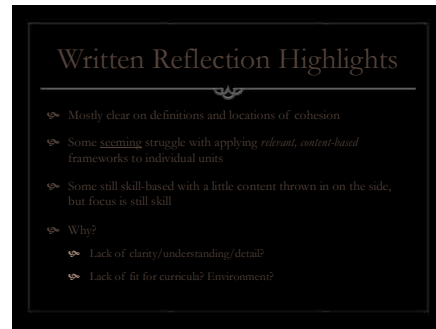 Written Reflection Highlights
Mostly clear on definitions and locations of cohesion
Some seeming struggle with applying relevant, content-based
frameworks to individual units
Some still skill-based with a little content thrown in on the side,
but focus is still skill
Why?
Lack of clarity/understanding/detail?
Lack of fit for curricula? Environment?